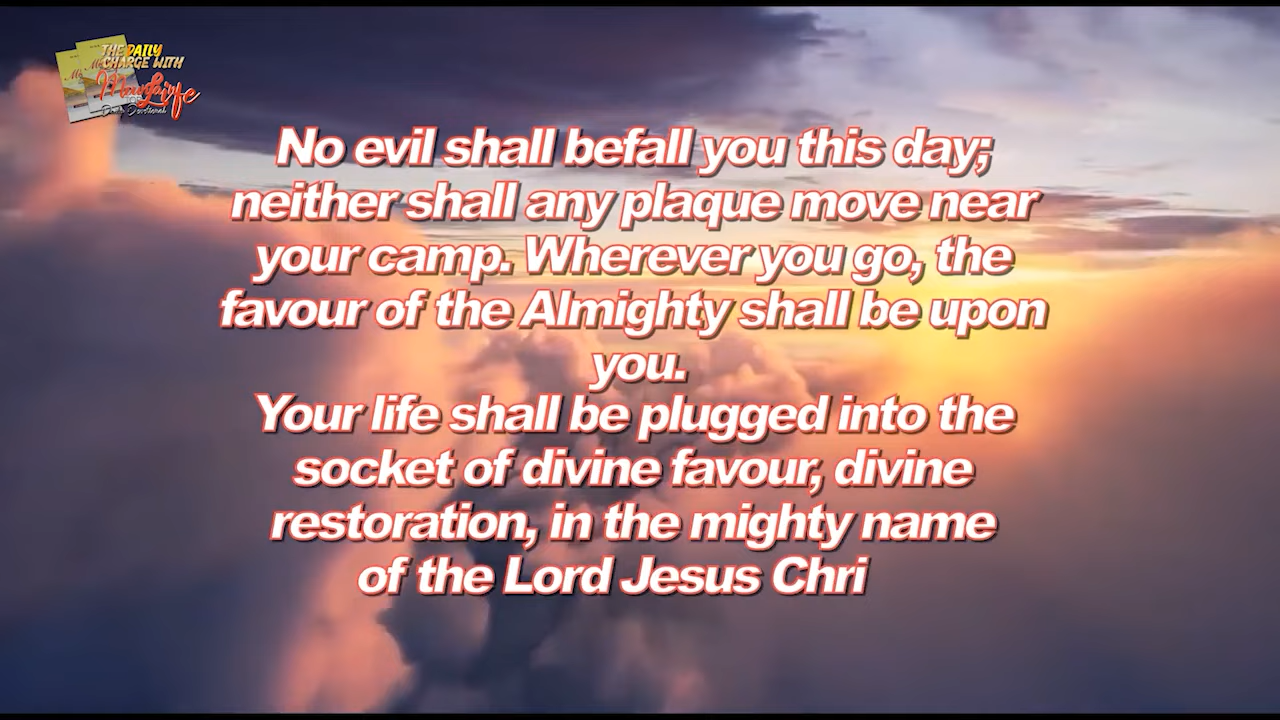 THE DAILY
CHARGE WITH
No evil shall befall you this day;
neither shall any plaque move near
your camp. Wherever you go, the
favour of the Almighty shall be upon
you.
Your life shall be plugged into the
socket of divine favour, divine
restoration, in the mighty name
of the Lord Jesus Chri